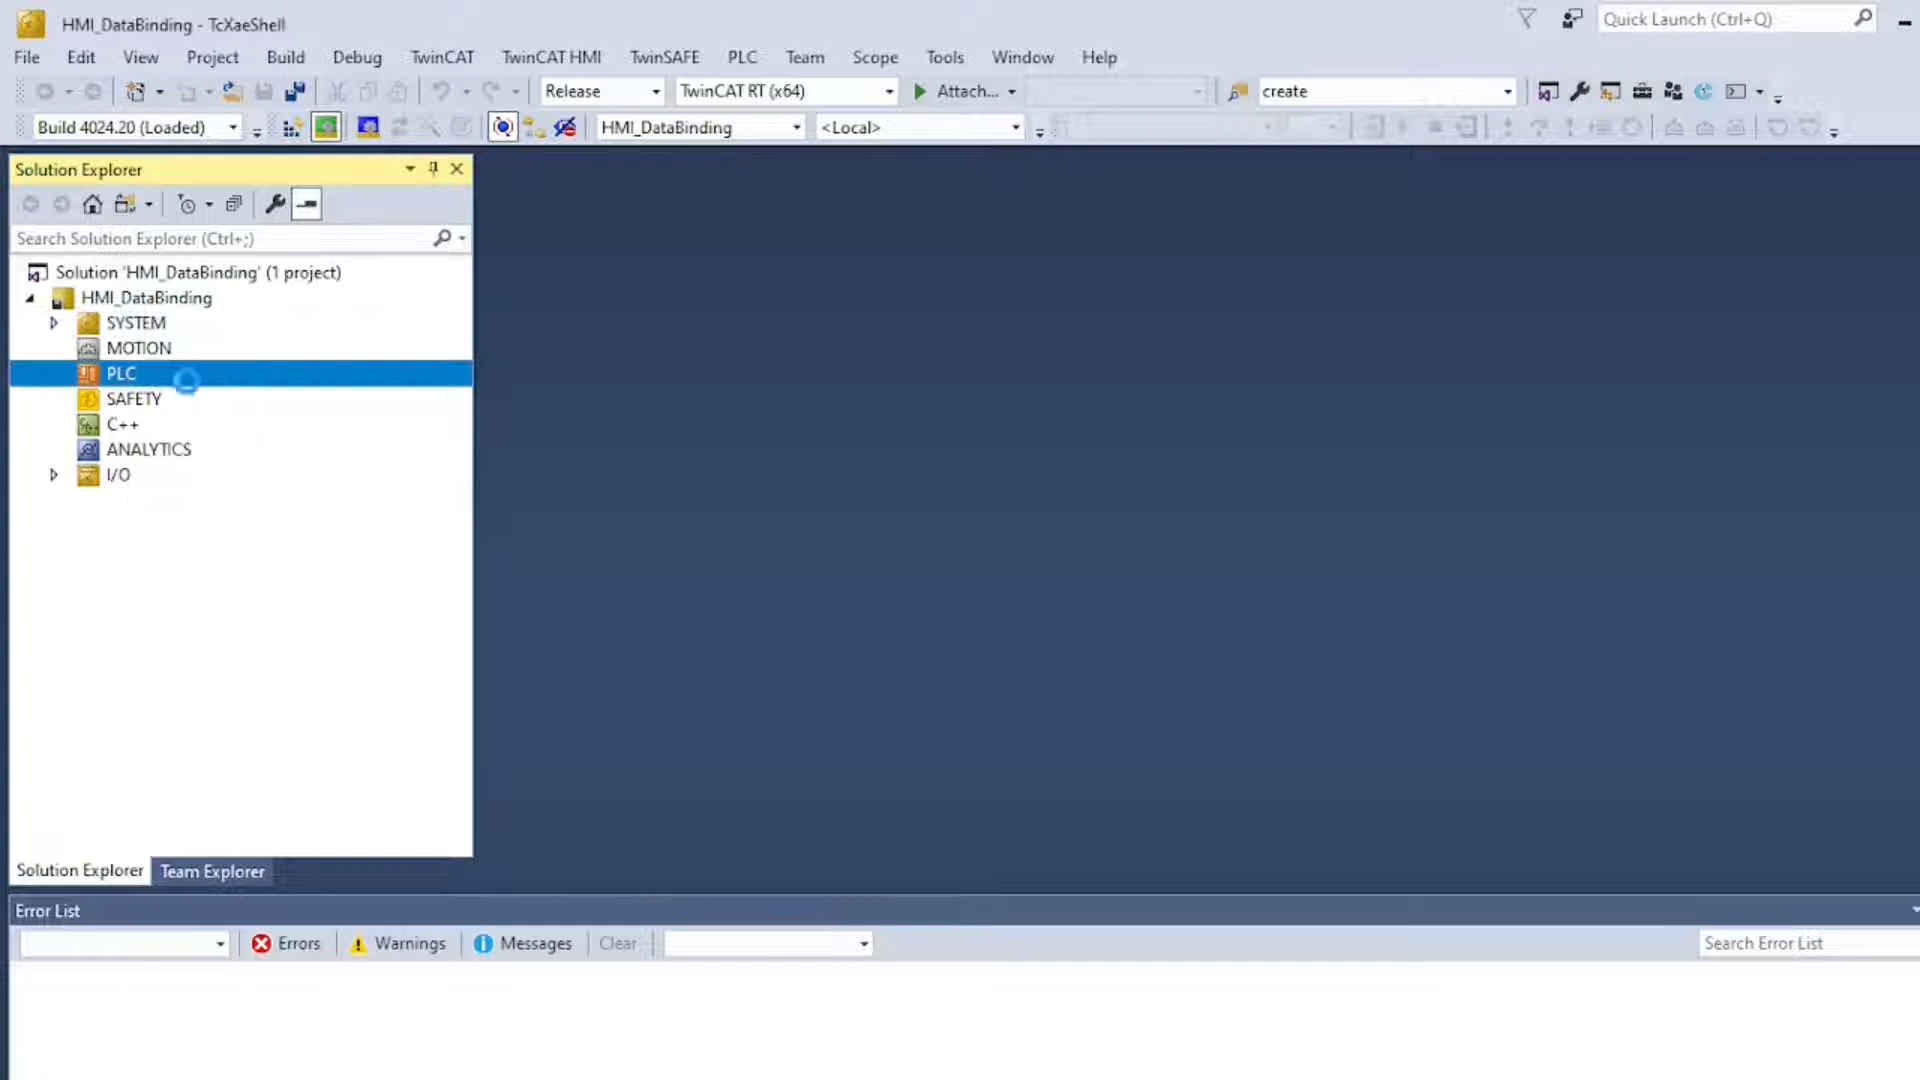 HMI_DataBinding - TcXaeShell
Quick Launch (Ctrl+Q)
File Edit View Project Build Debug TwinCAT TwinCAT HMI TwinSAFE PLC Team Scope Tools Window Help
Release TwinCAT RT (x64) Attach... create
Build 4024.20 (Loaded) HMI_DataBinding <Local>
Solution Explorer
Search Solution Explorer (Ctrl+;)
Solution 'HMI_DataBinding' (1 project)
HMI_DataBinding
SYSTEM
MOTION
PLC
SAFETY
C++
ANALYTICS
I/O
Solution Explorer Team Explorer
Error List
Errors Warnings Messages Clear Search Error List